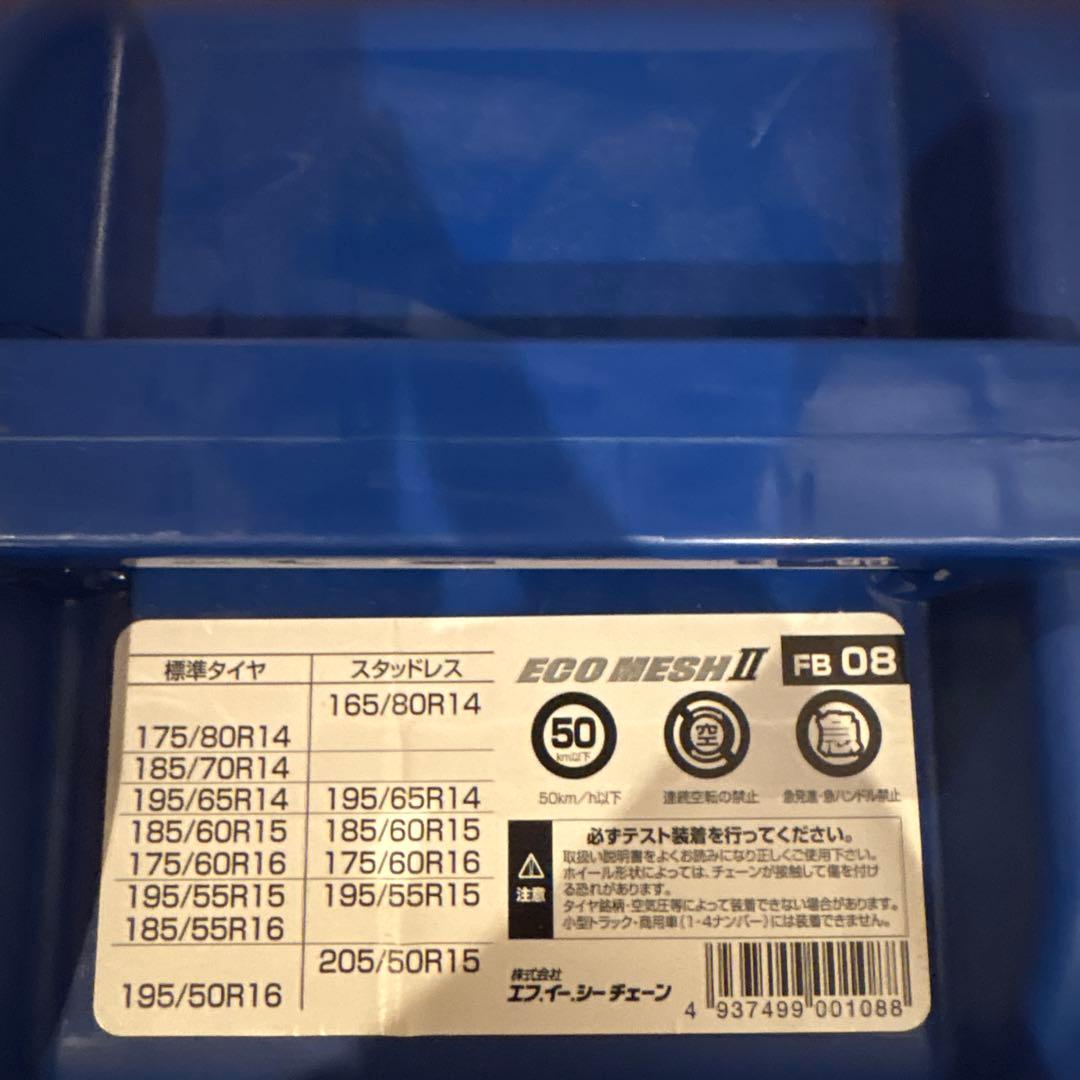 標準タイヤ スタッドレス
165/80R14
175/80R14
185/70R14
195/65R14 195/65R14
185/60R15 185/60R15
175/60R16 175/60R16
195/55R15 195/55R15
185/55R16
205/50R15
195/50R16
ECO MESH II FB 08
50 空 急
km以下
50km/h以下 連続空転の禁止 急発進・急ハンドル禁止
注意
必ずテスト装着を行ってください。
取扱い説明書をよくお読みになり正しくご使用下さい。
ホイール形状によっては、チェーンが接触して傷を付け
る恐れがあります。
タイヤ銘柄・空気圧等によって装着できない場合があります。
小型トラック・商用車(1・4ナンバー)には装着できません。
株式会社
エフ.イー.シーチェーン
4 937499 001088